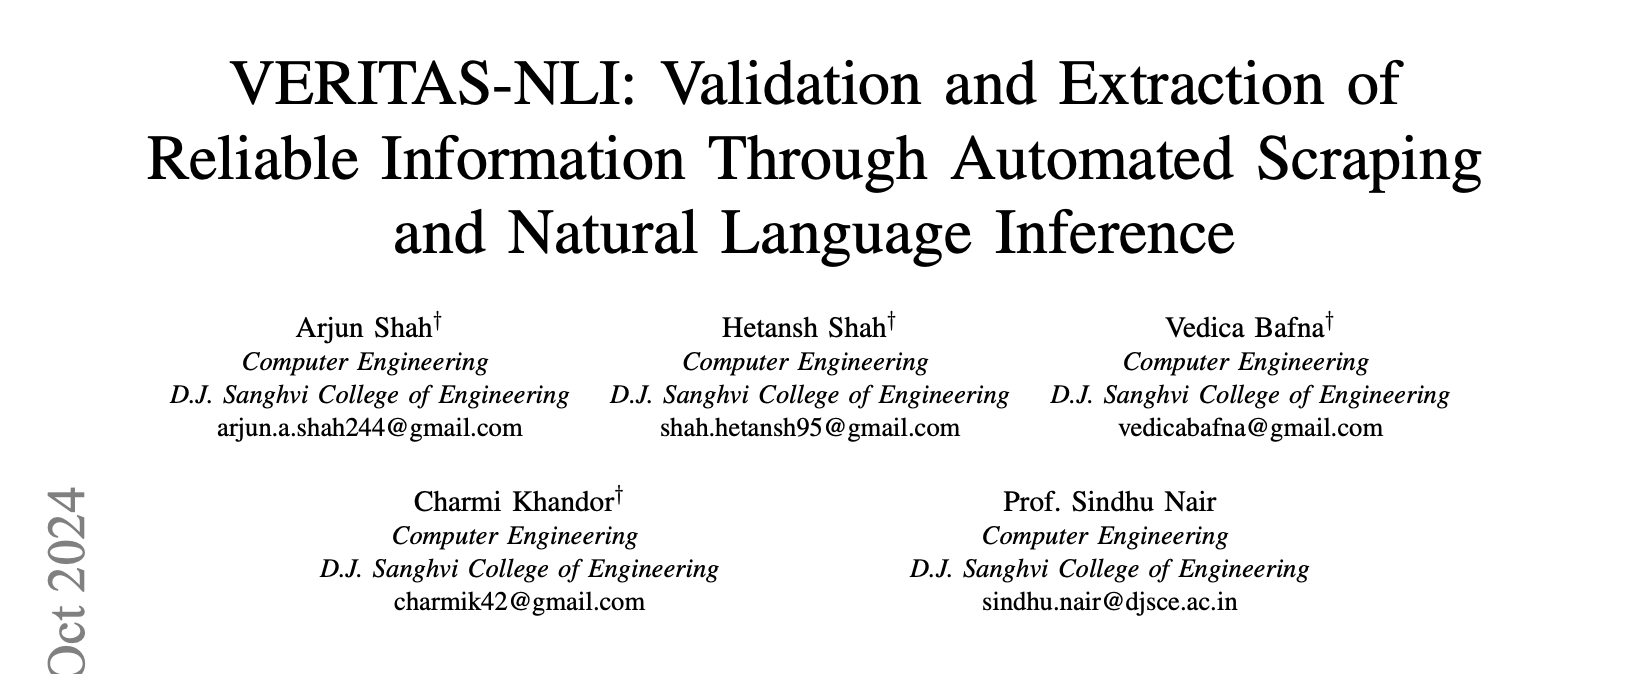 VERITAS-NLI: Validation and Extraction of
Reliable Information Through Automated Scraping
and Natural Language Inference
Arjun Shah†
Computer Engineering
D.J. Sanghvi College of Engineering
arjun.a.shah244@gmail.com
Hetansh Shah†
Computer Engineering
D.J. Sanghvi College of Engineering
shah.hetansh95@gmail.com
Vedica Bafna†
Computer Engineering
D.J. Sanghvi College of Engineering
vedicabafna@gmail.com
Charmi Khandor†
Computer Engineering
D.J. Sanghvi College of Engineering
charmik42@gmail.com
Prof. Sindhu Nair
Computer Engineering
D.J. Sanghvi College of Engineering
sindhu.nair@djsce.ac.in
Oct 2024